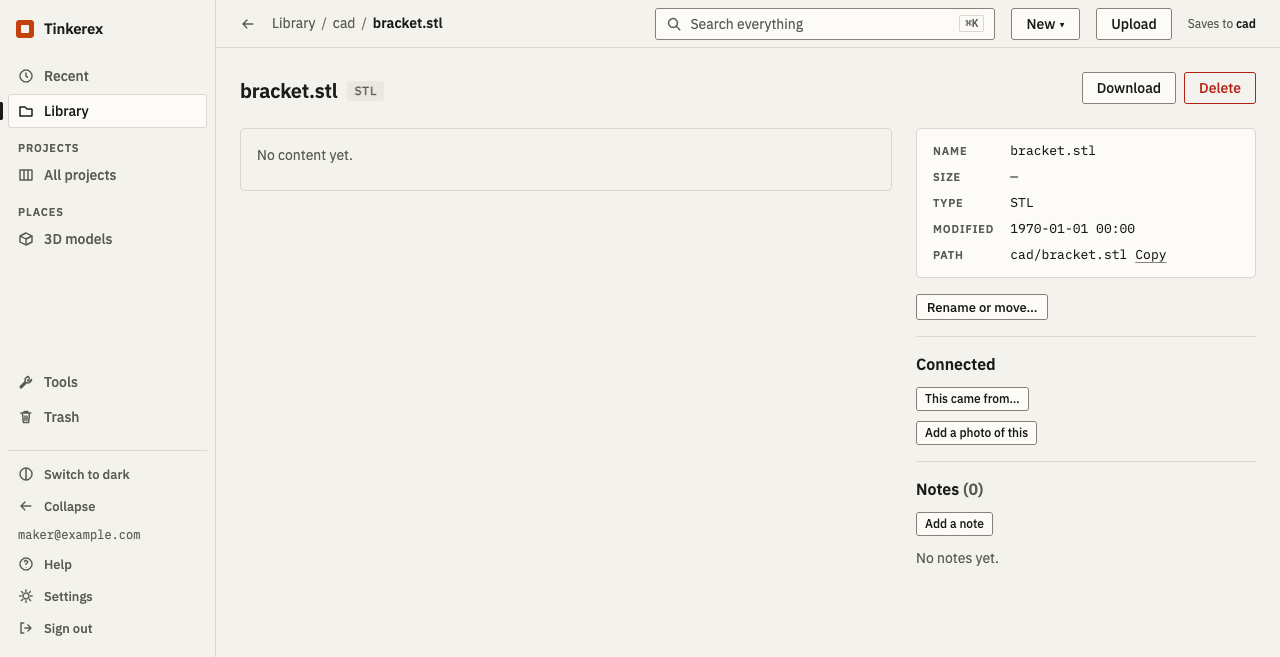 Tinkerex
Recent
Library
PROJECTS
All projects
PLACES
3D models
Tools
Trash
Switch to dark
Collapse
maker@example.com
Help
Settings
Sign out
Library / cad / bracket.stl
Search everything ⌘K
New ▾
Upload
Saves to cad
bracket.stl STL
Download
Delete
No content yet.
NAME bracket.stl
SIZE —
TYPE STL
MODIFIED 1970-01-01 00:00
PATH cad/bracket.stl Copy
Rename or move…
Connected
This came from…
Add a photo of this
Notes (0)
Add a note
No notes yet.